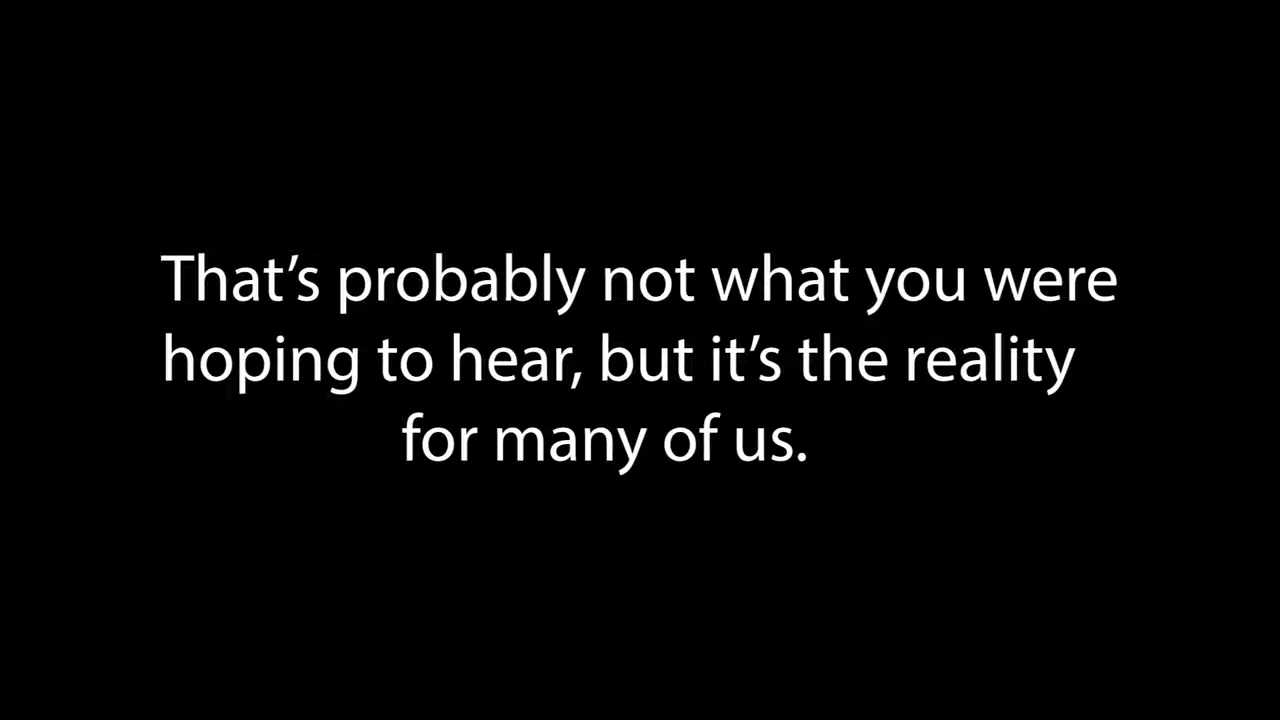 That’s probably not what you were
hoping to hear, but it’s the reality
for many of us.